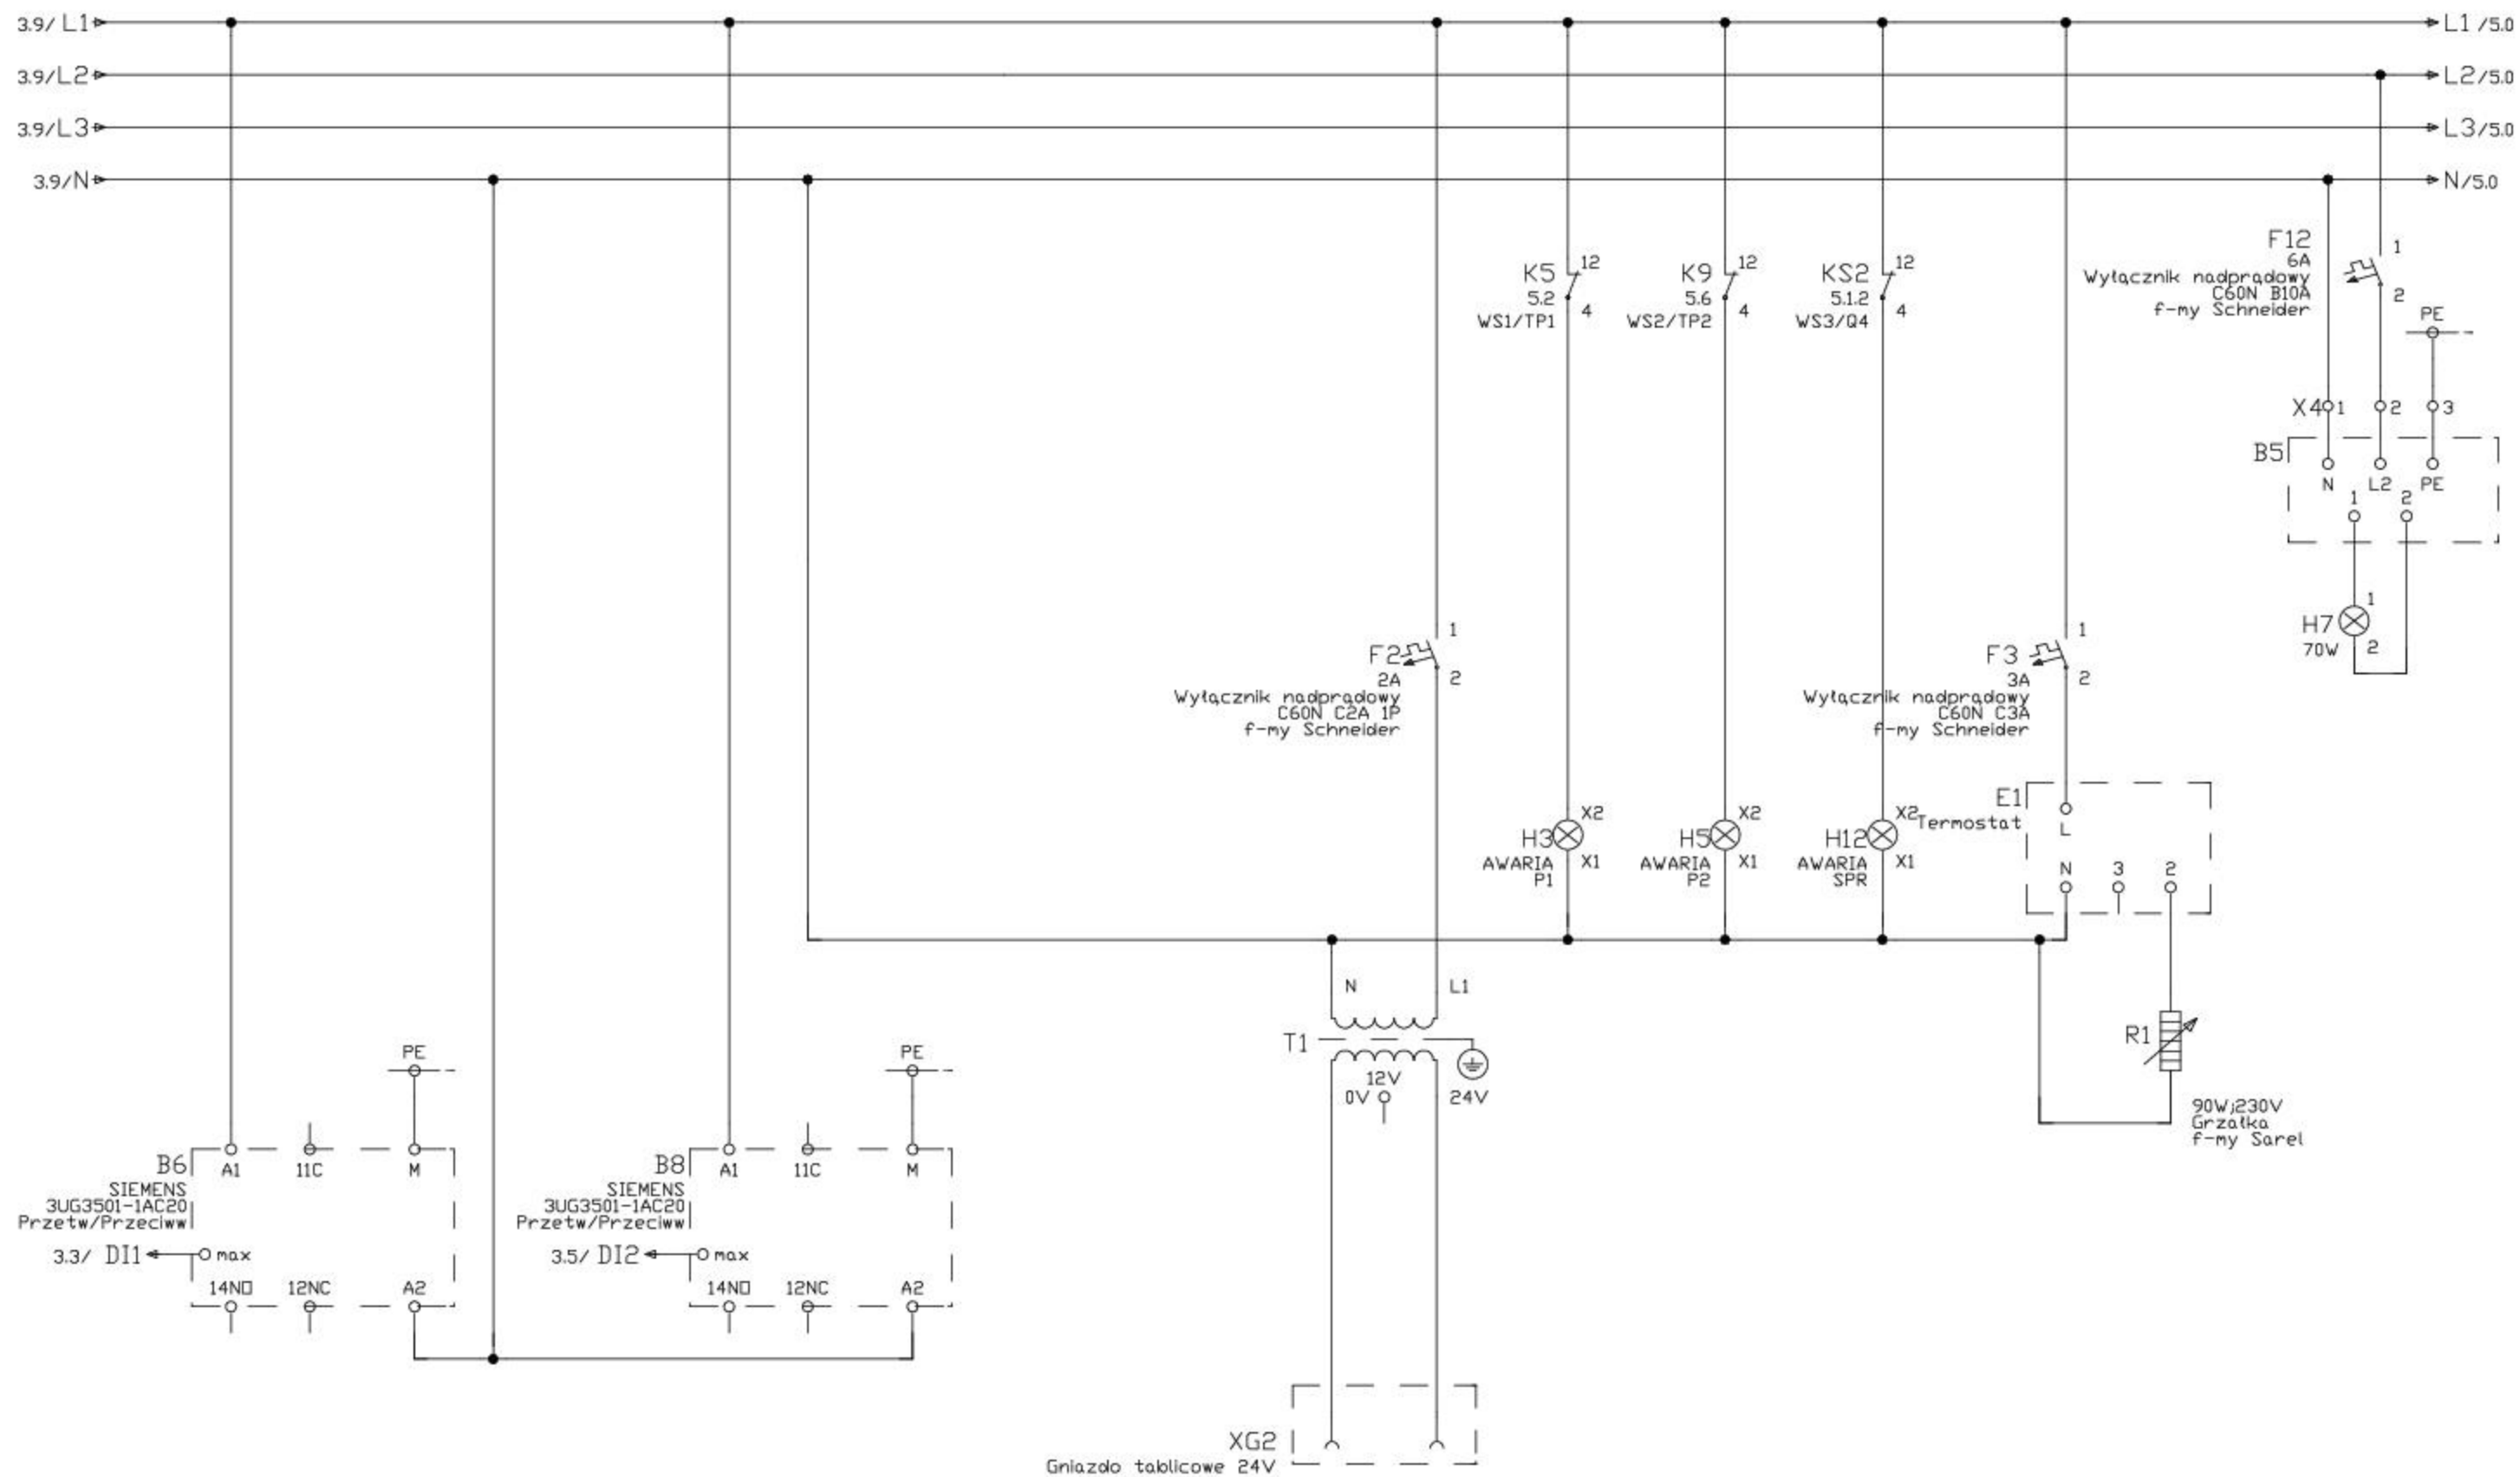 3.9/ L1
L1 /5.0
3.9/L2
L2/5.0
3.9/L3
L3/5.0
3.9/N
N/5.0
K5
12
5.2
4
WS1/TP1
K9
12
5.6
4
WS2/TP2
KS2
12
5.1.2
4
WS3/Q4
F12
1
6A
Wyłącznik nadprądowy
C60N B10A
2
f-my Schneider
PE
X4
1
2
3
B5
N
L2
PE
1
2
H7
1
70W
2
F2
1
2A
2
Wyłącznik nadprądowy
C60N C2A 1P
f-my Schneider
F3
1
3A
2
Wyłącznik nadprądowy
C60N C3A
f-my Schneider
H3
X2
AWARIA
X1
P1
H5
X2
AWARIA
X1
P2
H12
X2
AWARIA
X1
SPR
E1
Termostat
L
N
3
2
N
L1
T1
12V
0V
24V
R1
90W;230V
Grzałka
f-my Sarel
PE
B6
A1
11C
M
SIEMENS
3UG3501-1AC20
Przetw/Przeciww
3.3/ DI1
max
14NO
12NC
A2
PE
B8
A1
11C
M
SIEMENS
3UG3501-1AC20
Przetw/Przeciww
3.5/ DI2
max
14NO
12NC
A2
XG2
Gniazdo tablicowe 24V